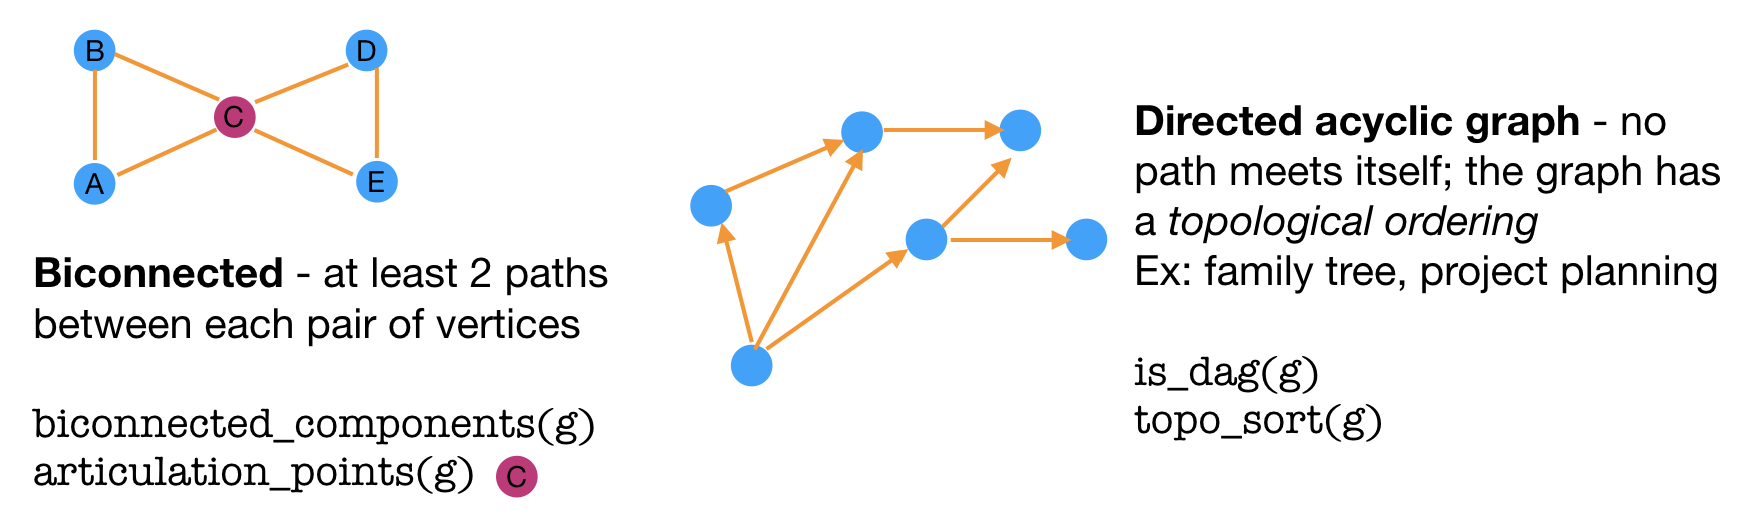 B
D
C
A
E
Biconnected - at least 2 paths
between each pair of vertices
biconnected_components(g)
articulation_points(g) C
Directed acyclic graph - no
path meets itself; the graph has
a topological ordering
Ex: family tree, project planning
is_dag(g)
topo_sort(g)